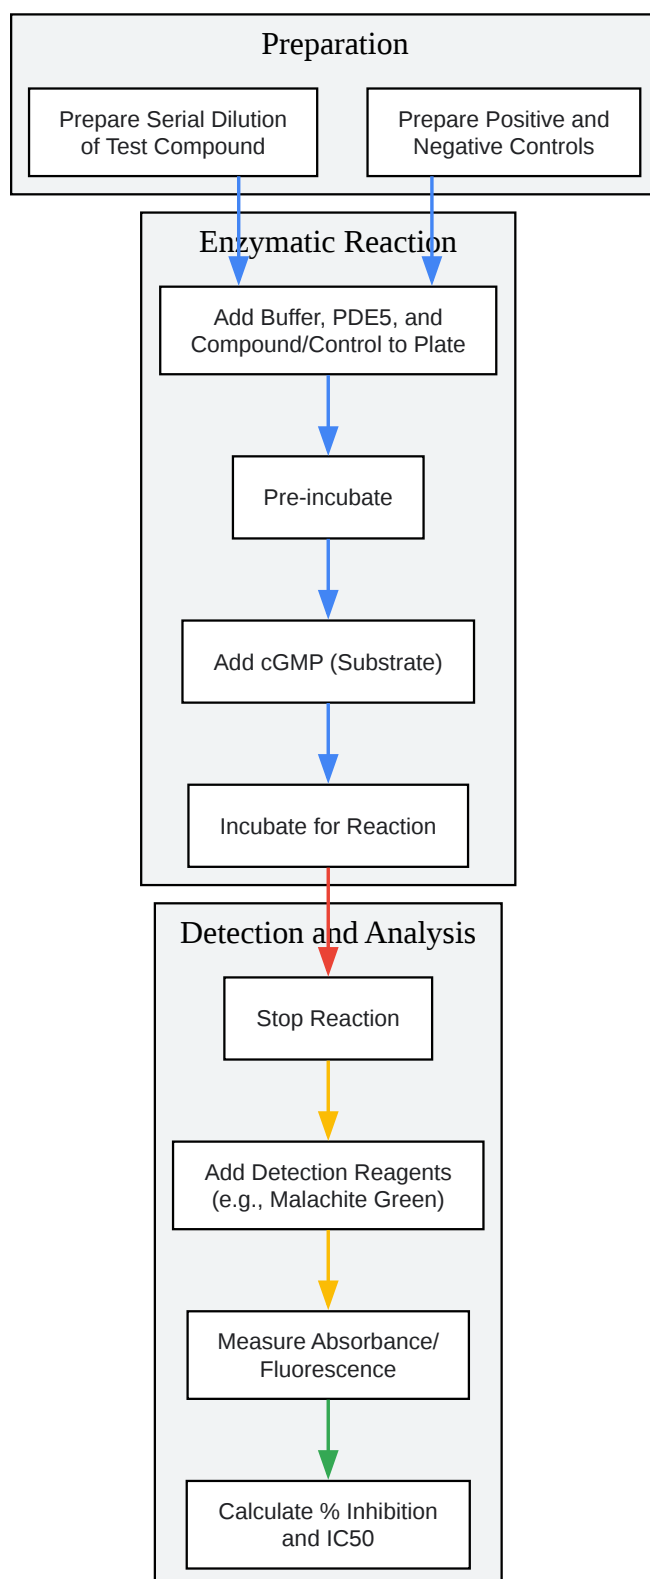 Preparation
Prepare Serial Dilution
of Test Compound
Prepare Positive and
Negative Controls
Enzymatic Reaction
Add Buffer, PDE5, and
Compound/Control to Plate
Pre-incubate
Add cGMP (Substrate)
Incubate for Reaction
Detection and Analysis
Stop Reaction
Add Detection Reagents
(e.g., Malachite Green)
Measure Absorbance/
Fluorescence
Calculate % Inhibition
and IC50